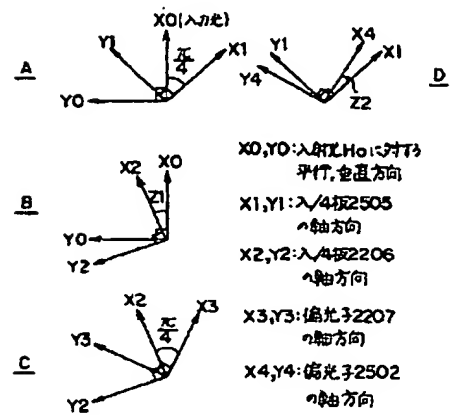 A
X0(入力光)
Y1
π/4
X1
Y0
Y1
X4
X1
Y4
Z2
D
B
X2
X0
Z1
Y0
Y2
C
X2
π/4
X3
Y3
Y2
X0,Y0:入射光H0に対する
平行,垂直方向
X1,Y1:λ/4板2505
の軸方向
X2,Y2:λ/4板2206
の軸方向
X3,Y3:偏光子2207
の軸方向
X4,Y4:偏光子2502
の軸方向